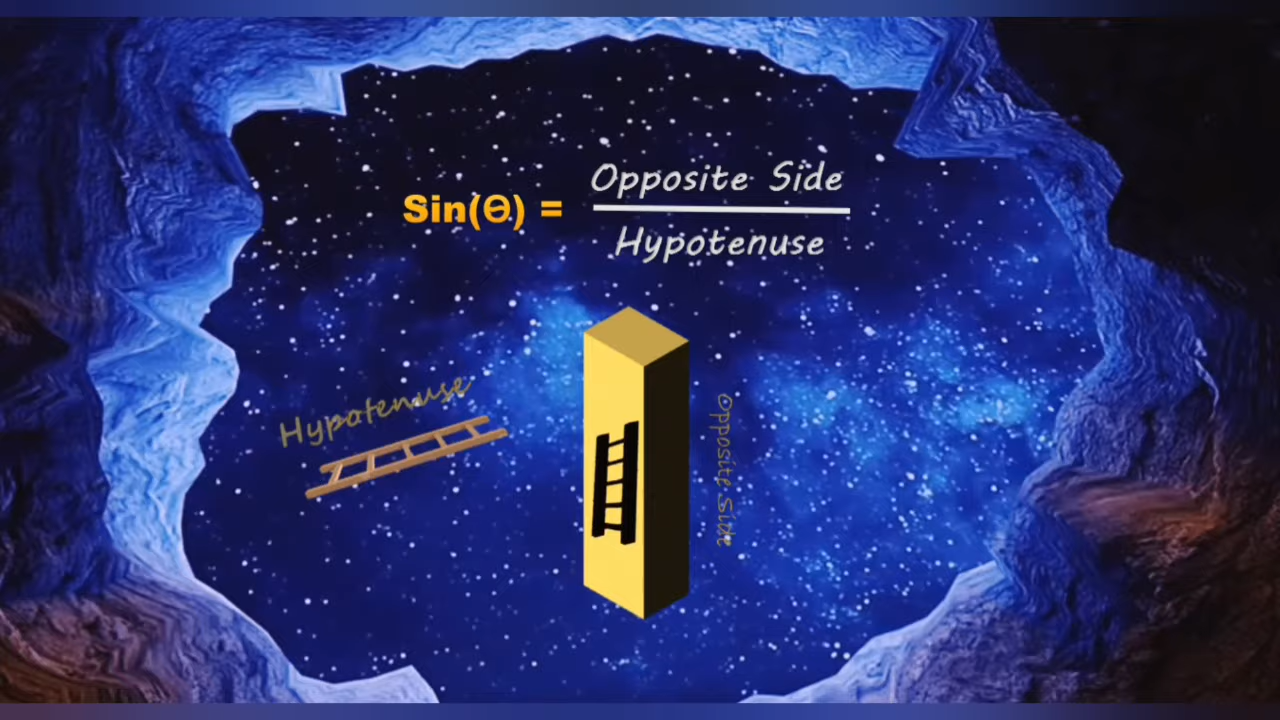 Sin(Θ) =
Opposite Side
Hypotenuse
Hypotenuse
Opposite Side